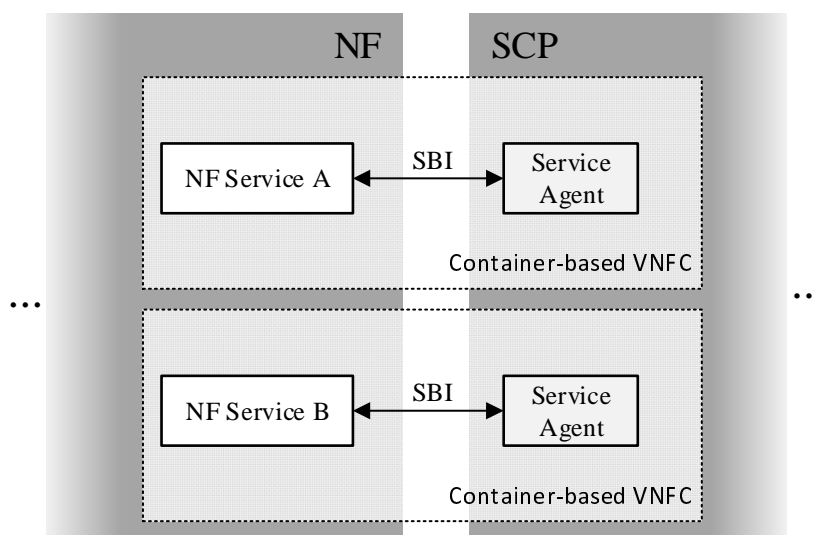 NF
SCP
NF Service A
SBI
Service
Agent
Container-based VNFC
...
..
NF Service B
SBI
Service
Agent
Container-based VNFC